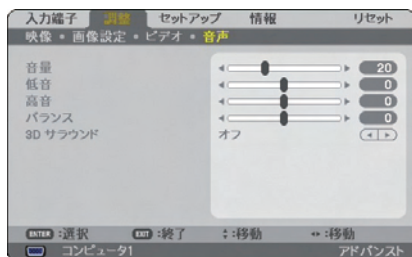 入力端子 調整 セットアップ 情報 リセット
映像 • 画像設定 • ビデオ • 音声
音量 20
低音 0
高音 0
バランス 0
3D サラウンド オフ
ENTER :選択 EXIT :終了 :移動 :移動
コンピュータ1 アドバンスト